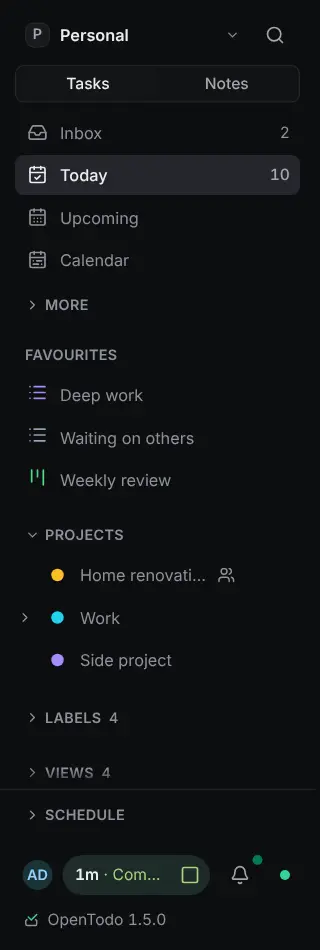 P Personal
Tasks Notes
Inbox 2
Today 10
Upcoming
Calendar
MORE
FAVOURITES
Deep work
Waiting on others
Weekly review
PROJECTS
Home renovati...
Work
Side project
LABELS 4
VIEWS 4
SCHEDULE
AD 1m · Com...
OpenTodo 1.5.0